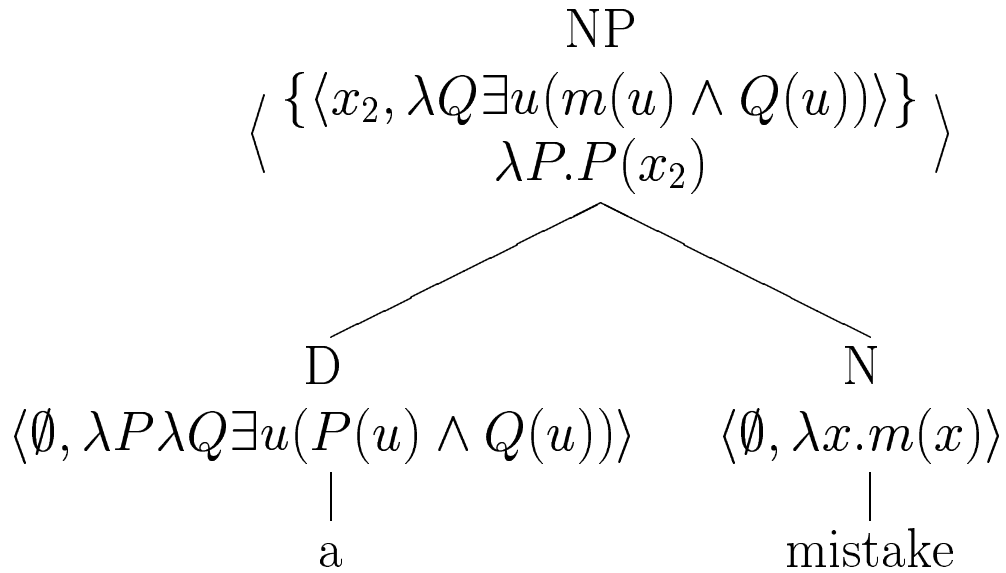 NP
⟨ {⟨x₂, λQ∃u(m(u) ∧ Q(u))⟩} ⟩
λP.P(x₂)
D N
⟨∅, λPλQ∃u(P(u) ∧ Q(u))⟩ ⟨∅, λx.m(x)⟩
a mistake